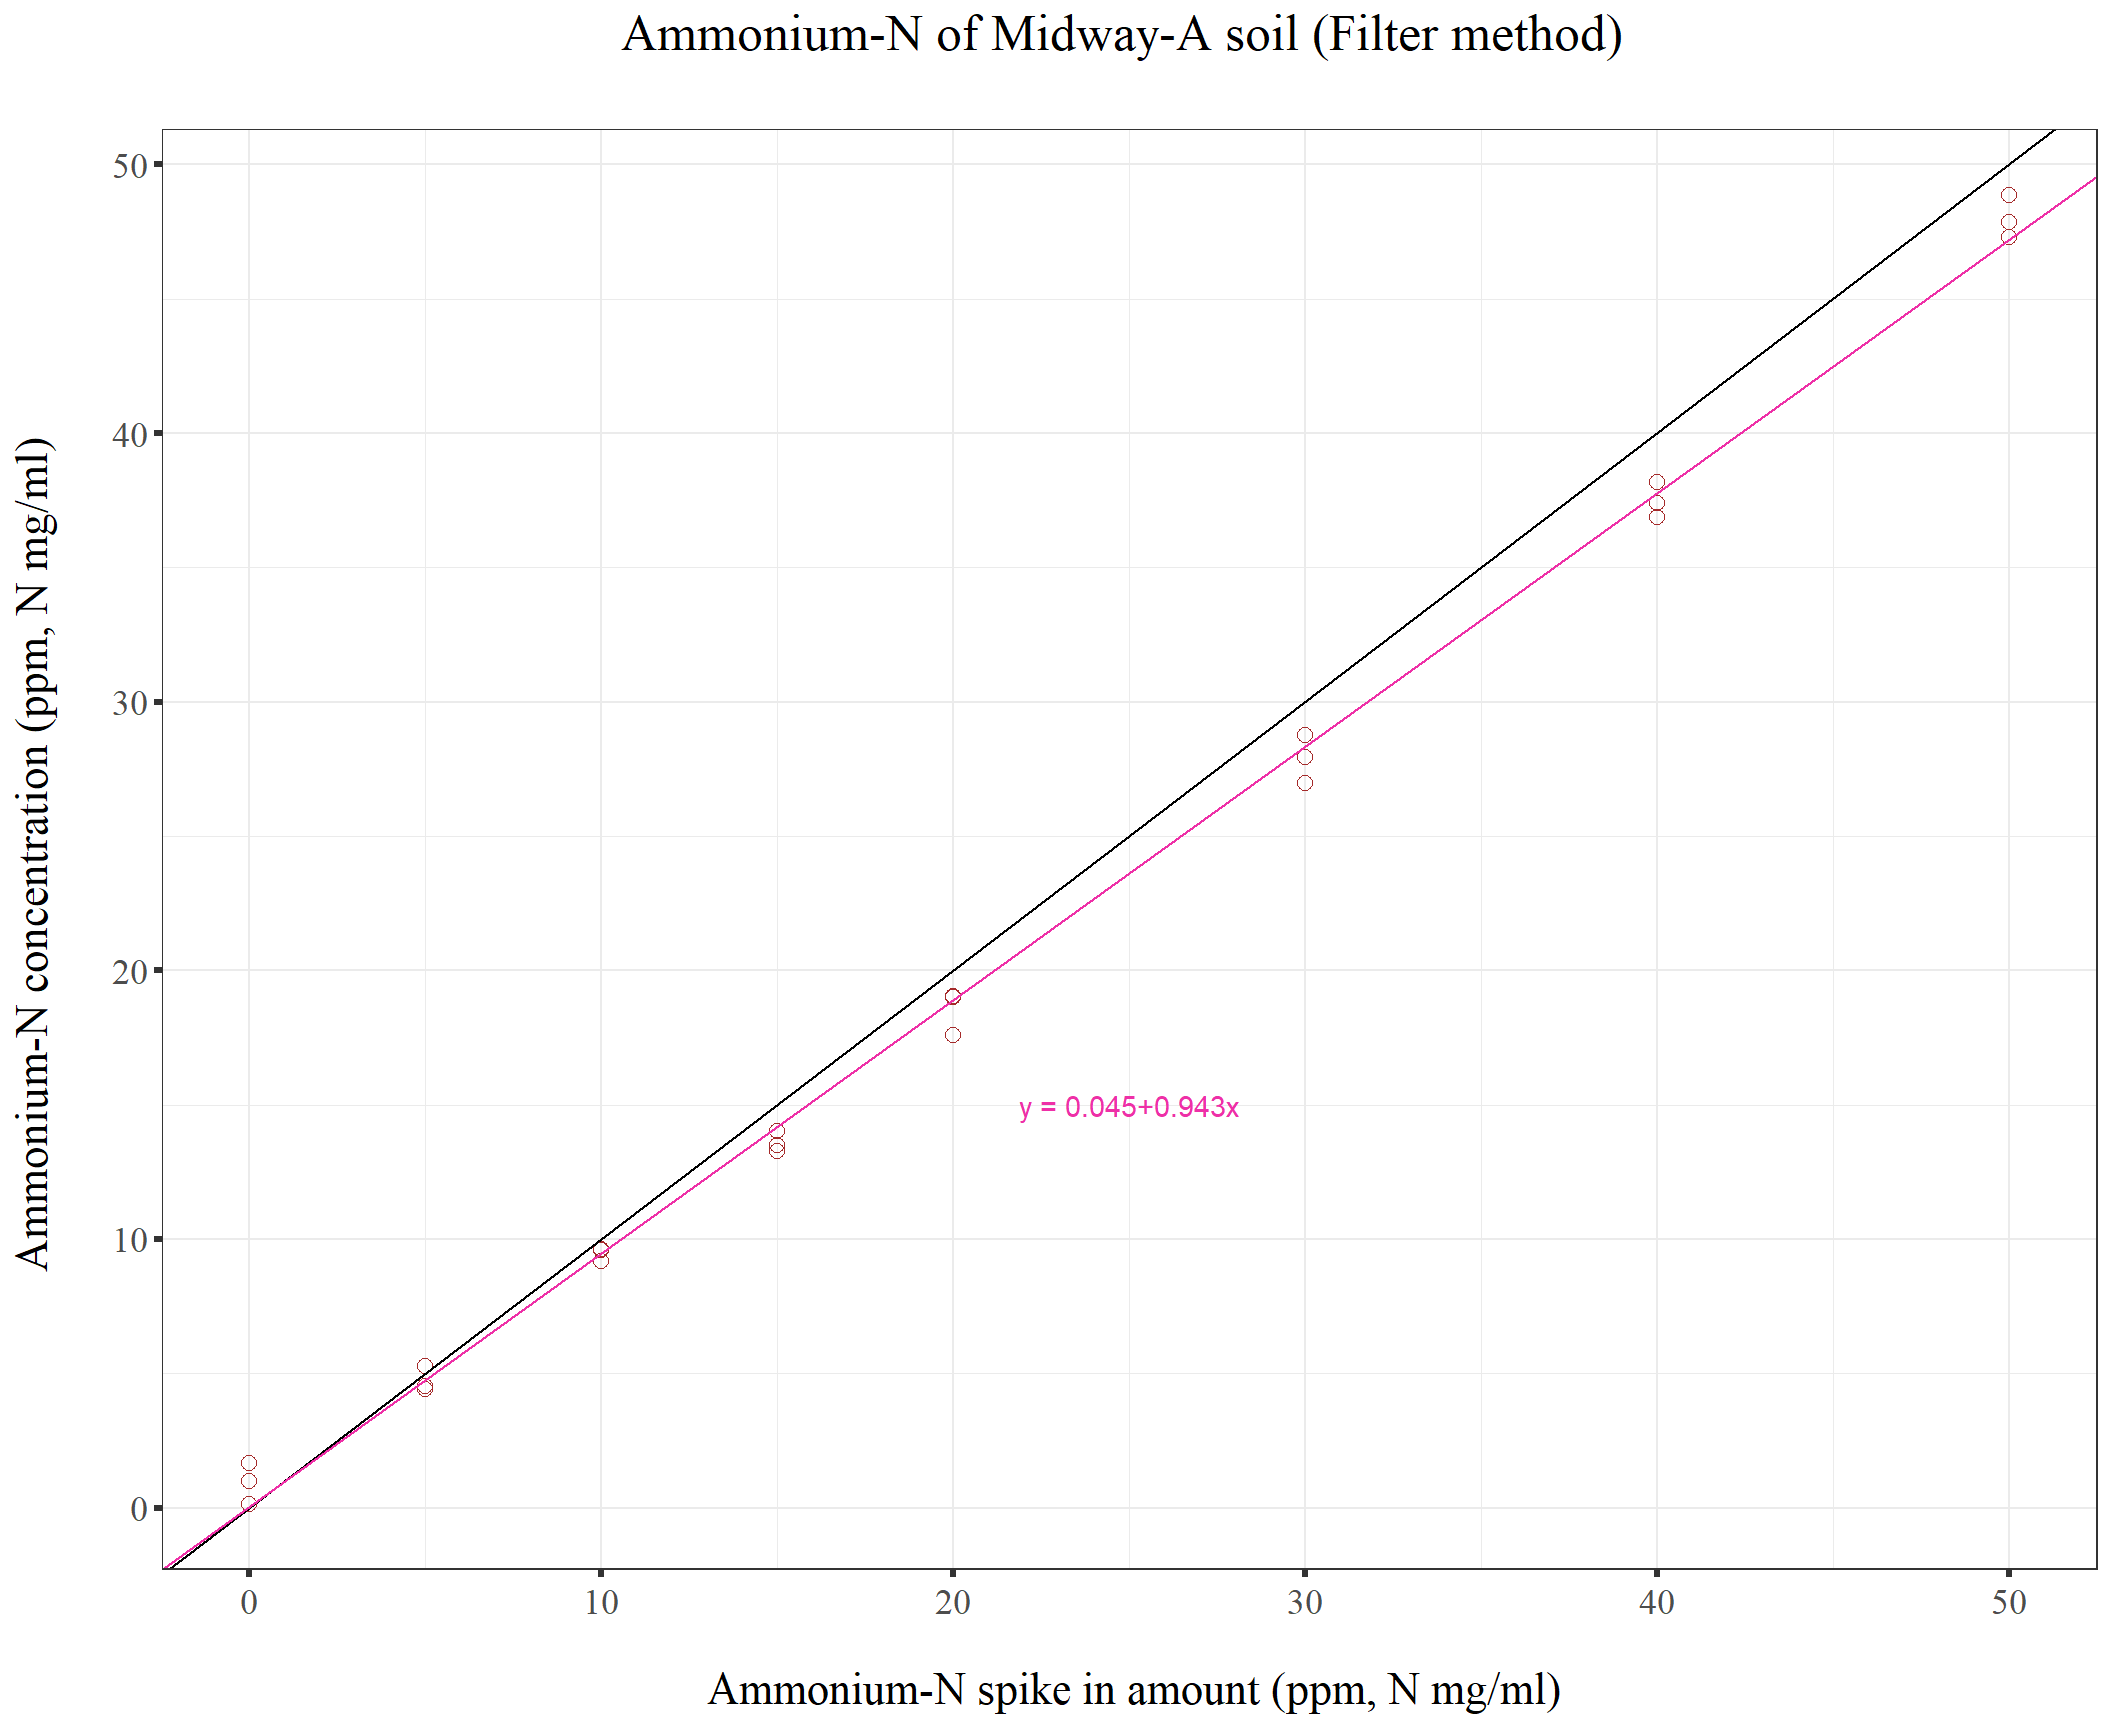 Ammonium-N of Midway-A soil (Filter method)
Ammonium-N concentration (ppm, N mg/ml)
50
40
30
20
10
0
y = 0.045+0.943x
0 10 20 30 40 50
Ammonium-N spike in amount (ppm, N mg/ml)